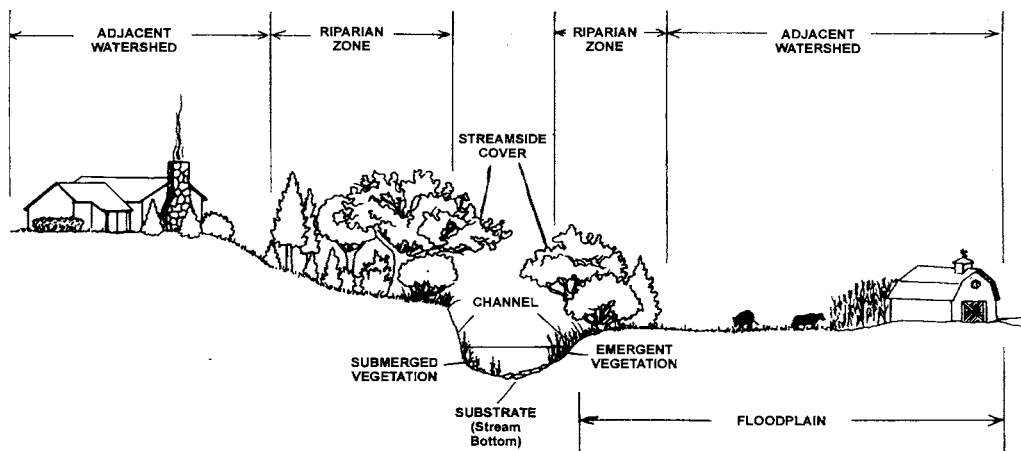 ADJACENT
WATERSHED
RIPARIAN
ZONE
RIPARIAN
ZONE
ADJACENT
WATERSHED
STREAMSIDE
COVER
CHANNEL
SUBMERGED
VEGETATION
EMERGENT
VEGETATION
SUBSTRATE
(Stream
Bottom)
FLOODPLAIN